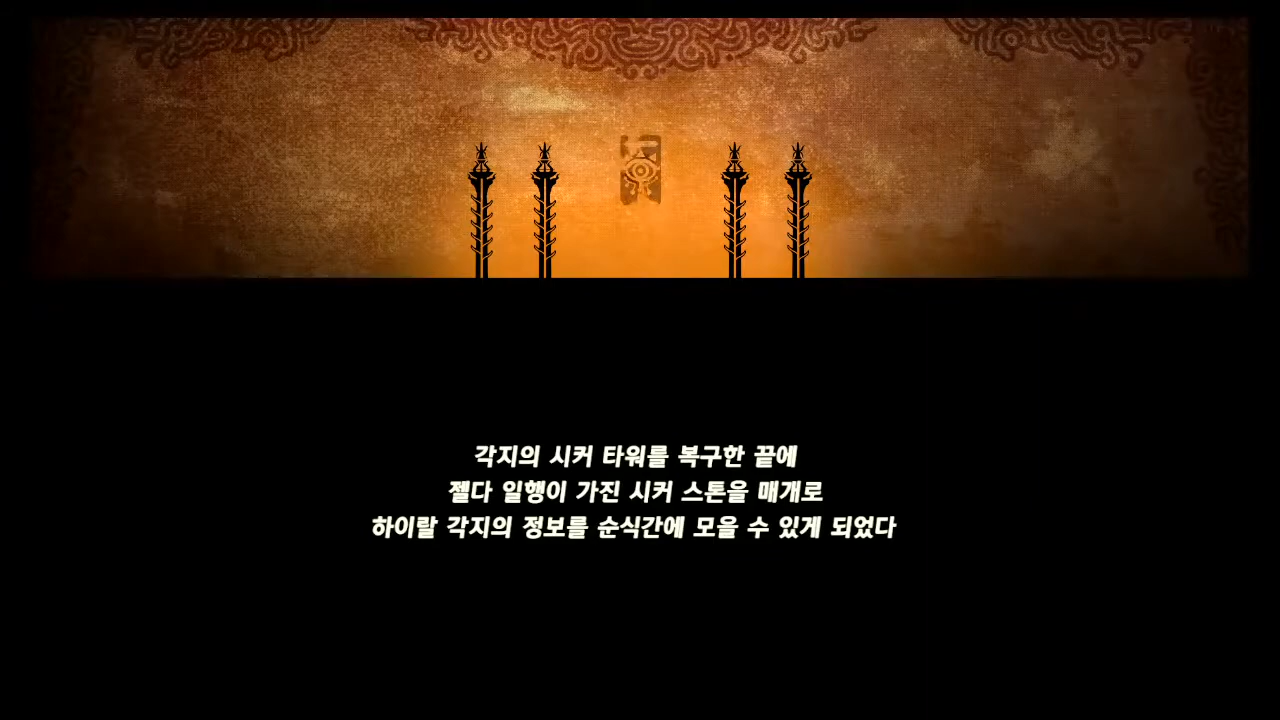 각지의 시커 타워를 복구한 끝에
젤다 일행이 가진 시커 스톤을 매개로
하이랄 각지의 정보를 순식간에 모을 수 있게 되었다